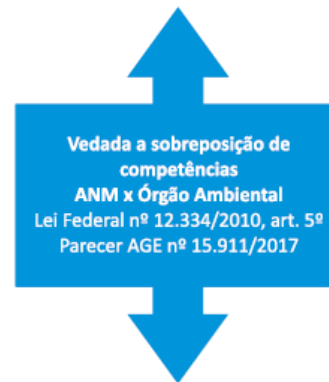 Vedada a sobreposição de
competências
ANM x Órgão Ambiental
Lei Federal nº 12.334/2010, art. 5º
Parecer AGE nº 15.911/2017